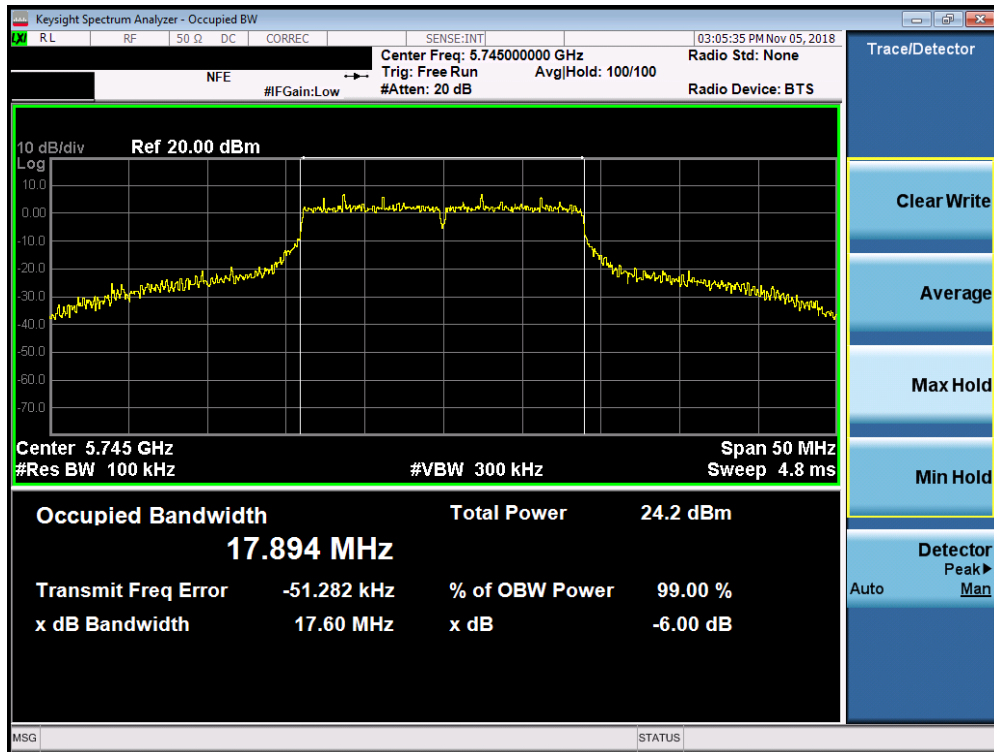 Keysight Spectrum Analyzer - Occupied BW
LXI RL RF 50 Ω DC CORREC SENSE:INT 03:05:35 PM Nov 05, 2018
Center Freq: 5.745000000 GHz Radio Std: None
NFE Trig: Free Run Avg|Hold: 100/100
#IFGain:Low #Atten: 20 dB Radio Device: BTS
10 dB/div Ref 20.00 dBm
Log
10.0
0.00
-10.0
-20.0
-30.0
-40.0
-50.0
-60.0
-70.0
Center 5.745 GHz Span 50 MHz
#Res BW 100 kHz #VBW 300 kHz Sweep 4.8 ms
Occupied Bandwidth Total Power 24.2 dBm
17.894 MHz
Transmit Freq Error -51.282 kHz % of OBW Power 99.00 %
x dB Bandwidth 17.60 MHz x dB -6.00 dB
MSG STATUS
Trace/Detector
Clear Write
Average
Max Hold
Min Hold
Detector
Peak▶
Auto Man